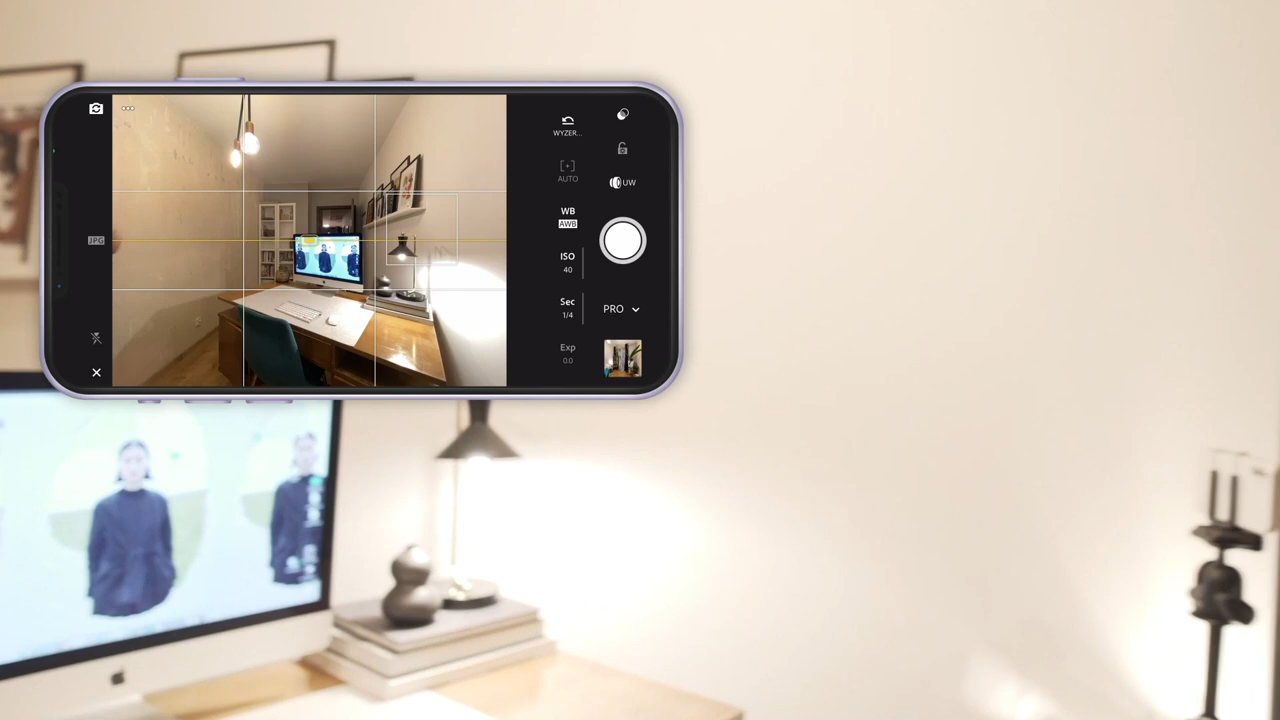 JPG
WYZER...
AUTO
UW
WB
AWB
ISO
40
Sec
1/4
PRO
Exp
0.0